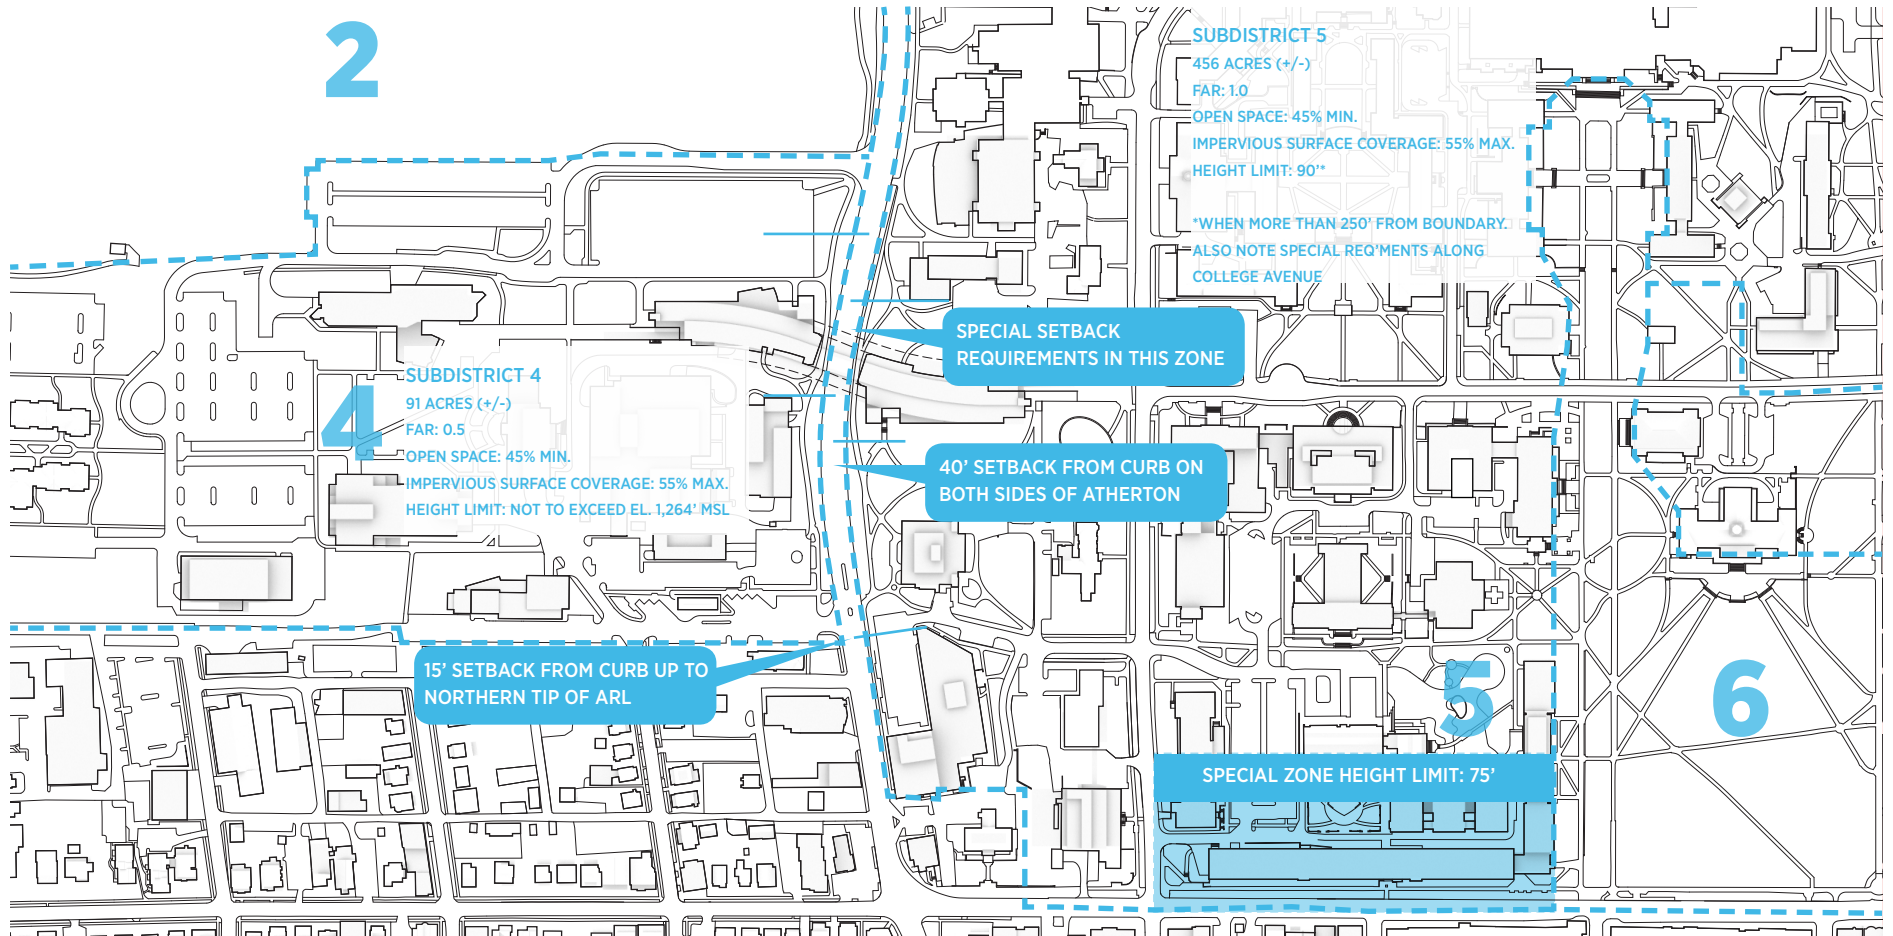 2
SUBDISTRICT 5
456 ACRES (+/-)
FAR: 1.0
OPEN SPACE: 45% MIN.
IMPERVIOUS SURFACE COVERAGE: 55% MAX.
HEIGHT LIMIT: 90'*
*WHEN MORE THAN 250' FROM BOUNDARY.
ALSO NOTE SPECIAL REQ'MENTS ALONG
COLLEGE AVENUE
SPECIAL SETBACK
REQUIREMENTS IN THIS ZONE
4
SUBDISTRICT 4
91 ACRES (+/-)
FAR: 0.5
OPEN SPACE: 45% MIN.
IMPERVIOUS SURFACE COVERAGE: 55% MAX.
HEIGHT LIMIT: NOT TO EXCEED EL. 1,264' MSL
40' SETBACK FROM CURB ON
BOTH SIDES OF ATHERTON
15' SETBACK FROM CURB UP TO
NORTHERN TIP OF ARL
5
6
SPECIAL ZONE HEIGHT LIMIT: 75'